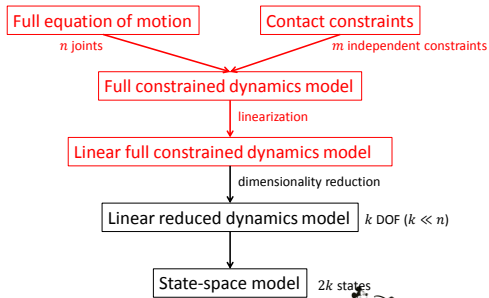 Full equation of motion
Contact constraints
n joints
m independent constraints
Full constrained dynamics model
linearization
Linear full constrained dynamics model
dimensionality reduction
Linear reduced dynamics model
k DOF (k ≪ n)
State-space model
2k states